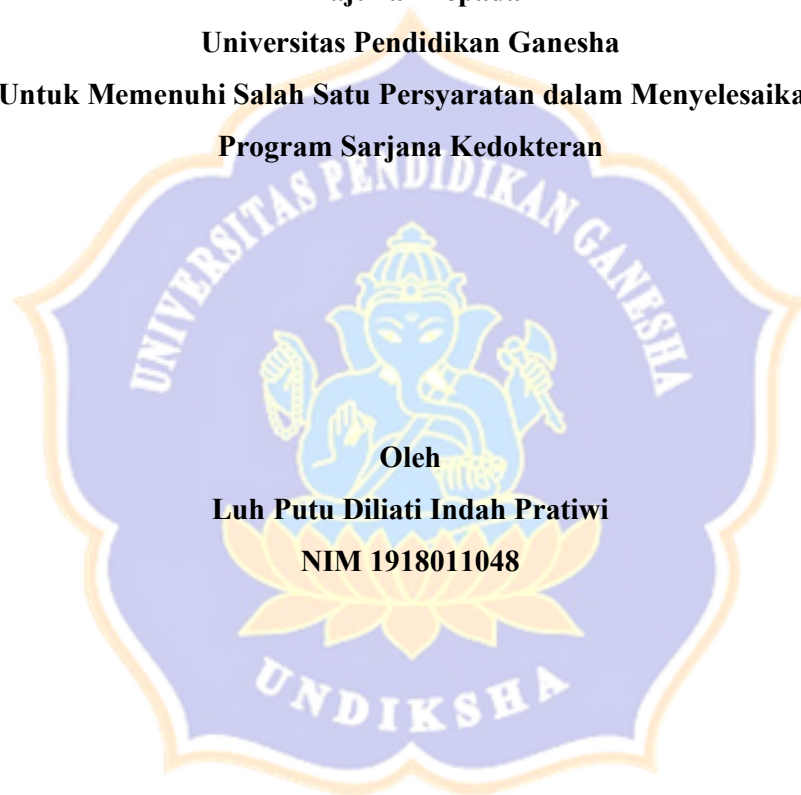 Universitas Pendidikan Ganesha
Untuk Memenuhi Salah Satu Persyaratan dalam
Program Sarjana Kedokteran
UNIVERSITAS PENDIDIKAN GANESHA
Oleh
Luh Putu Diliati Indah Pratiwi
NIM 1918011048
UNDIKSHA